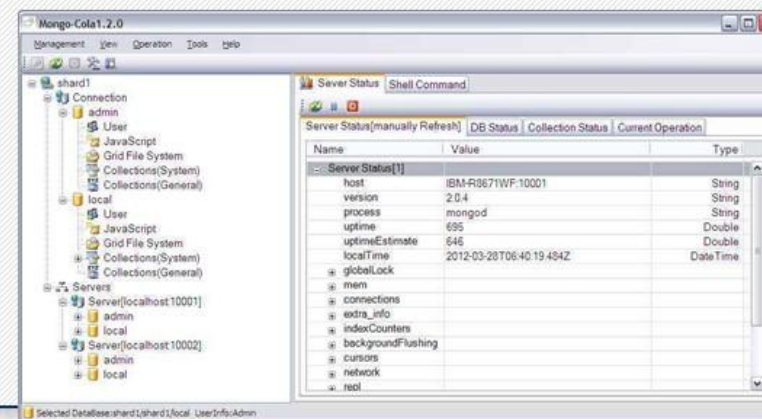 Mongo-Cola1.2.0
Management View Operation Tools Help
shard1
Connection
admin
User
JavaScript
Grid File System
Collections(System)
Collections(General)
local
User
JavaScript
Grid File System
Collections(System)
Collections(General)
Servers
Server[localhost:10001]
admin
local
Server[localhost:10002]
admin
local
Sever Status Shell Command
Server Status[manually Refresh] DB Status Collection Status Current Operation
Name Value Type
Server Status[1]
host IBM-R8671WF:10001 String
version 2.0.4 String
process mongod String
uptime 695 Double
uptimeEstimate 646 Double
localTime 2012-03-28T06:40:19.484Z DateTime
globalLock
mem
connections
extra_info
indexCounters
backgroundFlushing
cursors
network
repl
Selected DataBase:shard1/shard1/local UserInfo:Admin